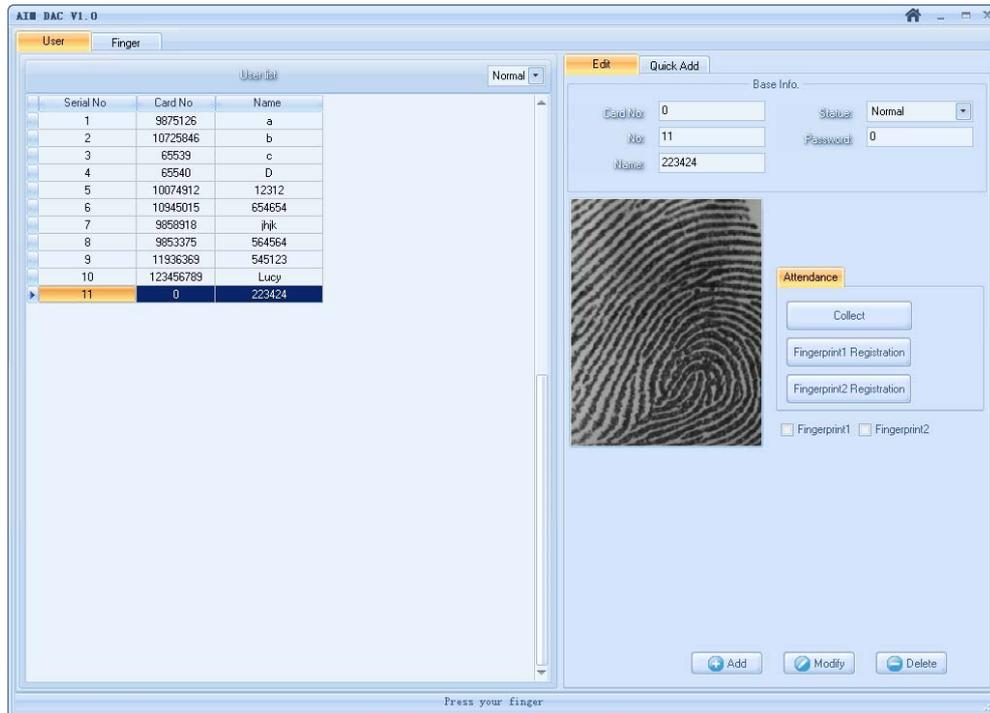 AIM DAC V1.0
User Finger
User list Normal
Serial No Card No Name
1 9875126 a
2 10725846 b
3 65539 c
4 65540 D
5 10074912 12312
6 10945015 654654
7 9858918 jhjk
8 9853375 564564
9 11936369 545123
10 123456789 Lucy
11 0 223424
Edit Quick Add
Base Info.
Card No: 0 Status: Normal
No: 11 Password: 0
Name: 223424
Attendance
Collect
Fingerprint1 Registration
Fingerprint2 Registration
Fingerprint1 Fingerprint2
Add Modify Delete
Press your finger